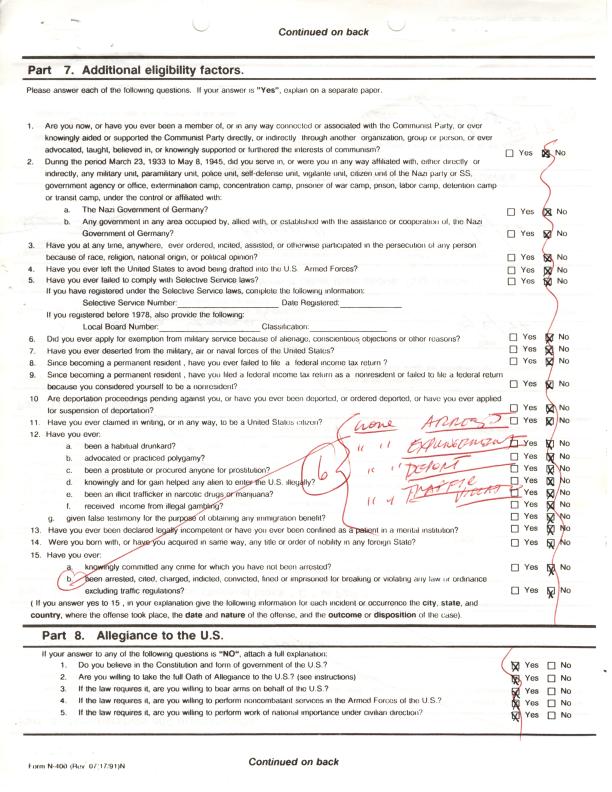 Continued on back
Part 7. Additional eligibility factors.
Please answer each of the following questions. If your answer is "Yes", explain on a separate paper.
1. Are you now, or have you ever been a member of, or in any way connected or associated with the Communist Party, or ever
knowingly aided or supported the Communist Party directly, or indirectly through another organization, group or person, or ever
advocated, taught, believed in, or knowingly supported or furthered the interests of communism? Yes No
2. During the period March 23, 1933 to May 8, 1945, did you serve in, or were you in any way affiliated with, either directly or
indirectly, any military unit, paramilitary unit, police unit, self-defense unit, vigilante unit, citizen unit of the Nazi party or SS,
government agency or office, extermination camp, concentration camp, prisoner of war camp, prison, labor camp, detention camp
or transit camp, under the control or affiliated with:
a. The Nazi Government of Germany? Yes No
b. Any government in any area occupied by, allied with, or established with the assistance or cooperation of, the Nazi
Government of Germany? Yes No
3. Have you at any time, anywhere, ever ordered, incited, assisted, or otherwise participated in the persecution of any person
because of race, religion, national origin, or political opinion? Yes No
4. Have you ever left the United States to avoid being drafted into the U.S. Armed Forces? Yes No
5. Have you ever failed to comply with Selective Service laws? Yes No
If you have registered under the Selective Service laws, complete the following information:
Selective Service Number: Date Registered:
If you registered before 1978, also provide the following:
Local Board Number: Classification:
6. Did you ever apply for exemption from military service because of alienage, conscientious objections or other reasons? Yes No
7. Have you ever deserted from the military, air or naval forces of the United States? Yes No
8. Since becoming a permanent resident , have you ever failed to file a federal income tax return ? Yes No
9. Since becoming a permanent resident , have you filed a federal income tax return as a nonresident or failed to file a federal return
because you considered yourself to be a nonresident? Yes No
10 Are deportation proceedings pending against you, or have you ever been deported, or ordered deported, or have you ever applied
for suspension of deportation? Yes No
11. Have you ever claimed in writing, or in any way, to be a United States citizen? Yes No
12. Have you ever:
a. been a habitual drunkard? Yes No
b. advocated or practiced polygamy? Yes No
c. been a prostitute or procured anyone for prostitution? Yes No
d. knowingly and for gain helped any alien to enter the U.S. illegally? Yes No
e. been an illicit trafficker in narcotic drugs or marijuana? Yes No
f. received income from illegal gambling? Yes No
g. given false testimony for the purpose of obtaining any immigration benefit? Yes No
none ARRESTS
" " EXPUNGEMENT
" " DEPORT
" " TRAFFIC
13. Have you ever been declared legally incompetent or have you ever been confined as a patient in a mental institution? Yes No
14. Were you born with, or have you acquired in same way, any title or order of nobility in any foreign State? Yes No
15. Have you ever:
a. knowingly committed any crime for which you have not been arrested? Yes No
b. been arrested, cited, charged, indicted, convicted, fined or imprisoned for breaking or violating any law or ordinance
excluding traffic regulations? Yes No
( If you answer yes to 15 , in your explanation give the following information for each incident or occurrence the city, state, and
country, where the offense took place, the date and nature of the offense, and the outcome or disposition of the case).
Part 8. Allegiance to the U.S.
If your answer to any of the following questions is "NO", attach a full explanation:
1. Do you believe in the Constitution and form of government of the U.S.? Yes No
2. Are you willing to take the full Oath of Allegiance to the U.S.? (see instructions) Yes No
3. If the law requires it, are you willing to bear arms on behalf of the U.S.? Yes No
4. If the law requires it, are you willing to perform noncombatant services in the Armed Forces of the U.S.? Yes No
5. If the law requires it, are you willing to perform work of national importance under civilian direction? Yes No
Form N-400 (Rev. 07/17/91)N
Continued on back